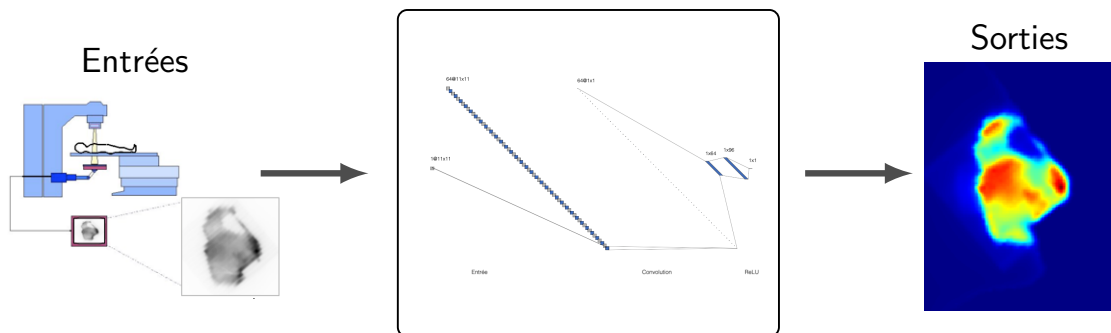 Entrées
64@11x11
1@11x11
64@1x1
1x64
1x96
1x1
Entrée
Convolution
ReLU
Sorties